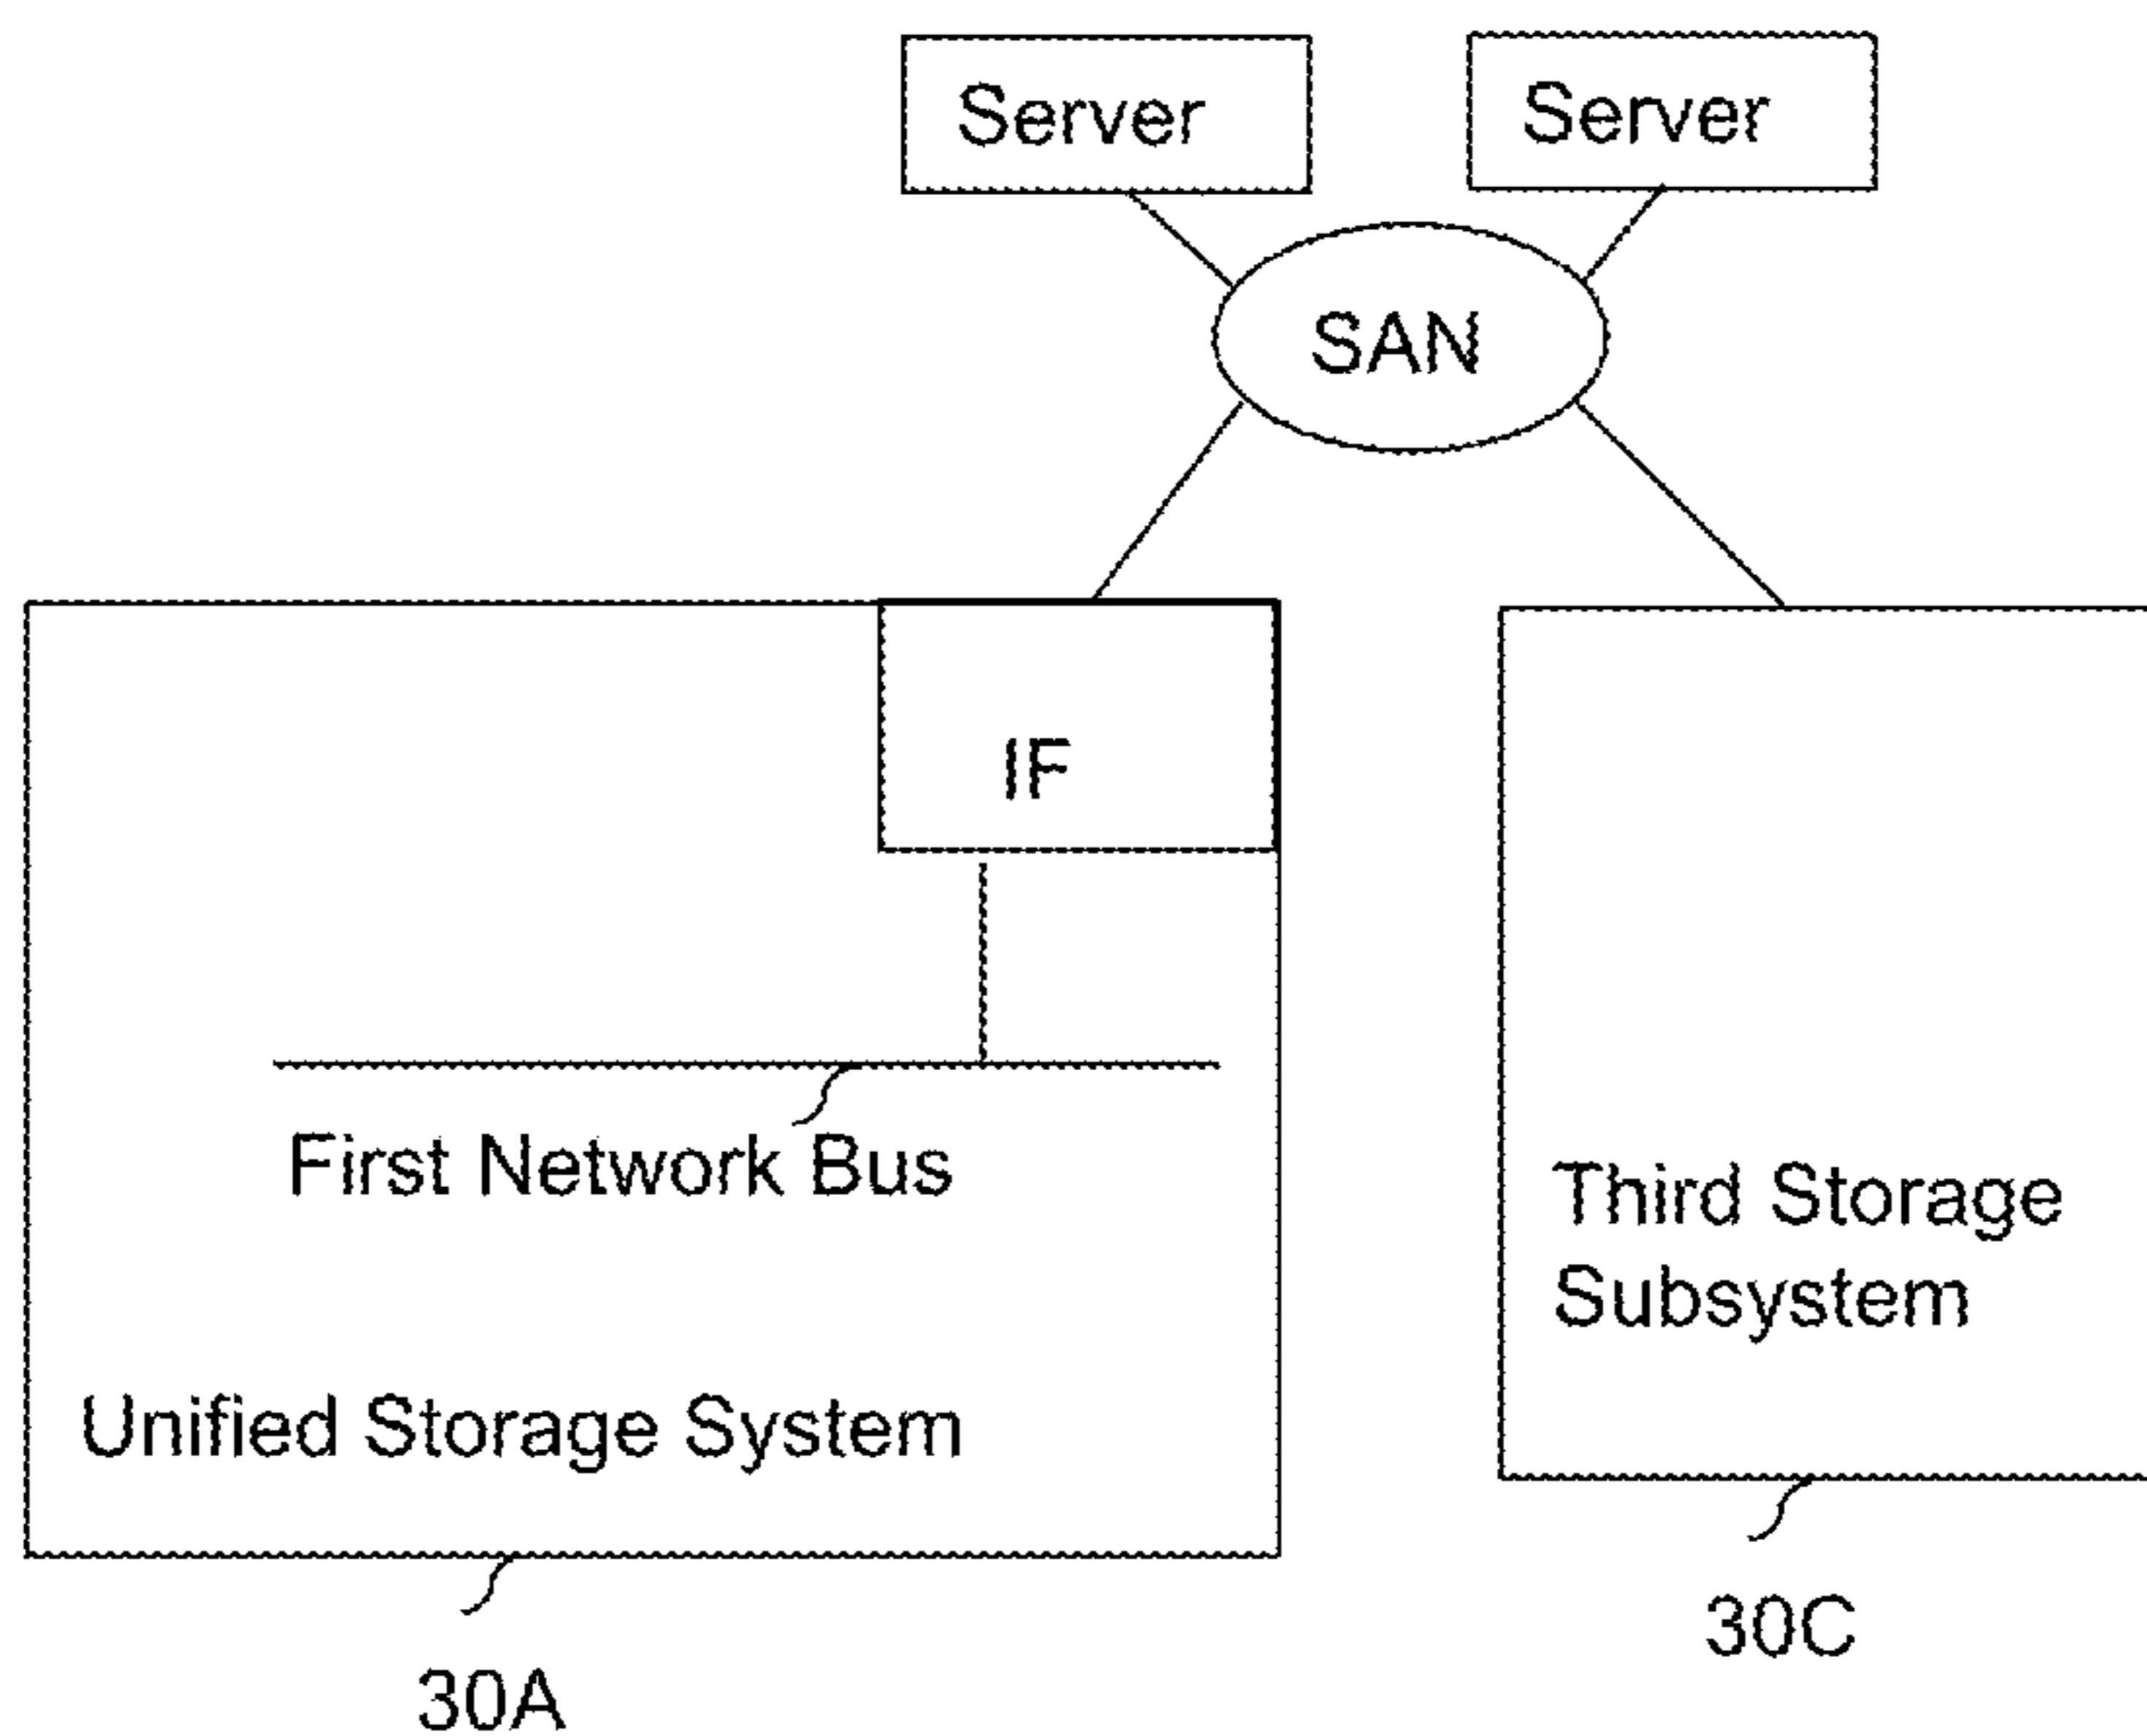 Server
Server
SAN
IF
First Network Bus
Third Storage
Subsystem
Unified Storage System
30C
30A